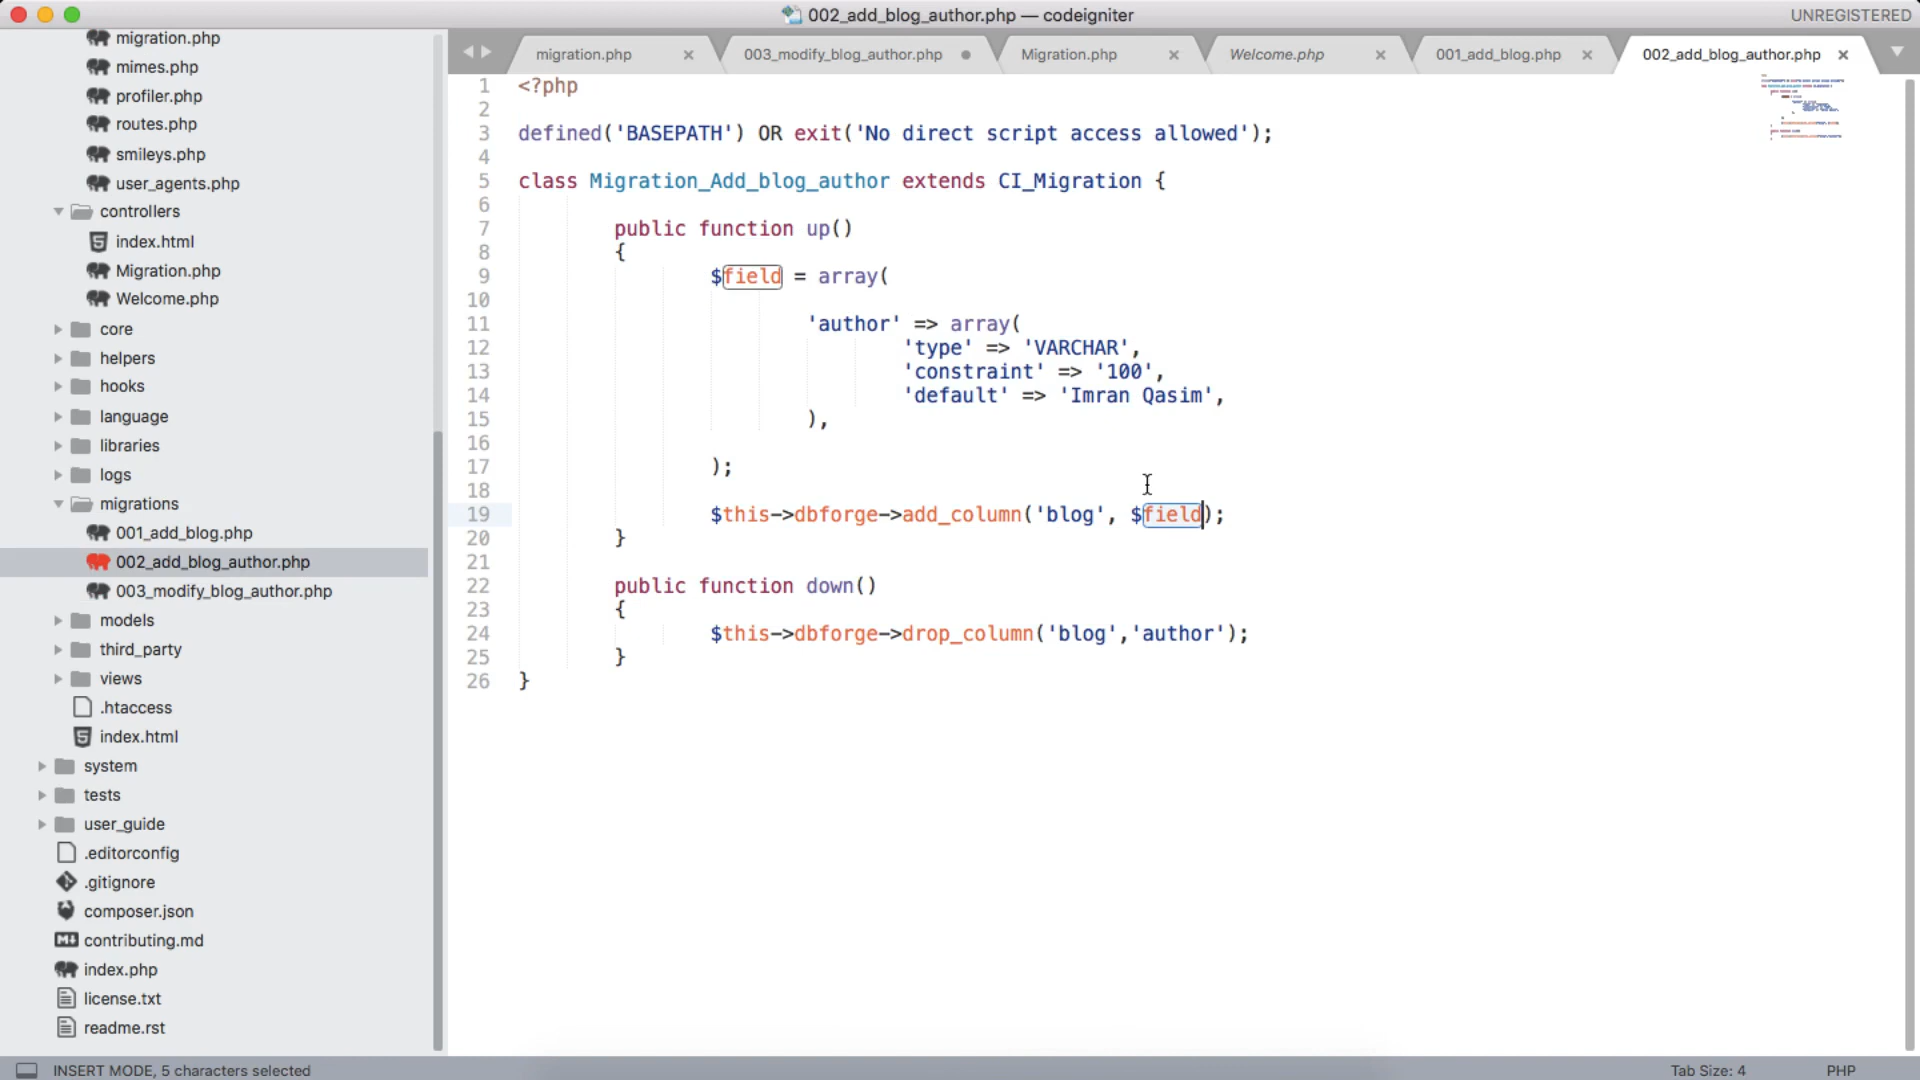 002_add_blog_author.php — codeigniter
UNREGISTERED
migration.php
mimes.php
profiler.php
routes.php
smileys.php
user_agents.php
controllers
index.html
Migration.php
Welcome.php
core
helpers
hooks
language
libraries
logs
migrations
001_add_blog.php
002_add_blog_author.php
003_modify_blog_author.php
models
third_party
views
.htaccess
index.html
system
tests
user_guide
.editorconfig
.gitignore
composer.json
contributing.md
index.php
license.txt
readme.rst
migration.php
003_modify_blog_author.php
Migration.php
Welcome.php
001_add_blog.php
002_add_blog_author.php
1 <?php
2
3 defined('BASEPATH') OR exit('No direct script access allowed');
4
5 class Migration_Add_blog_author extends CI_Migration {
6
7 public function up()
8 {
9 $field = array(
10
11 'author' => array(
12 'type' => 'VARCHAR',
13 'constraint' => '100',
14 'default' => 'Imran Qasim',
15 ),
16
17 );
18
19 $this->dbforge->add_column('blog', $field);
20 }
21
22 public function down()
23 {
24 $this->dbforge->drop_column('blog','author');
25 }
26 }
INSERT MODE, 5 characters selected
Tab Size: 4
PHP